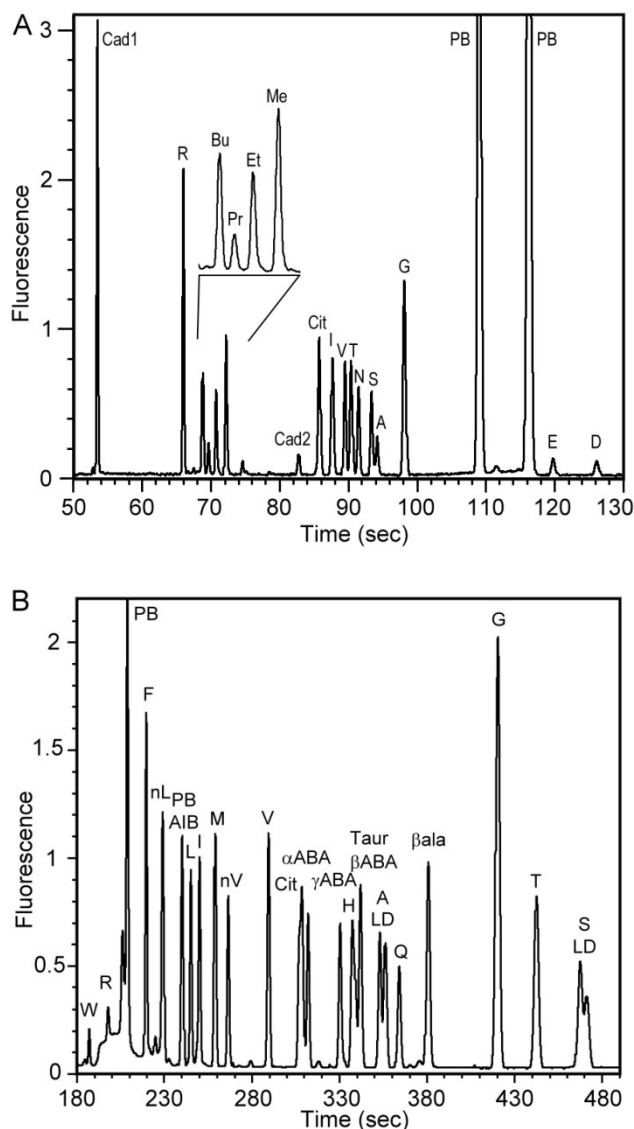 A
3
2
1
0
Fluorescence
Cad1
R
Bu
Pr
Et
Me
Cad2
Cit
I
V T
N
S
A
G
PB
PB
E
D
50 60 70 80 90 100 110 120 130
Time (sec)
B
2
1.5
1
0.5
0
Fluorescence
W
R
PB
F
nL
PB
AIB
L
I
M
nV
V
αABA
Cit
γABA
H
Taur
βABA
A
LD
Q
βala
G
T
S
LD
180 230 280 330 380 430 480
Time (sec)